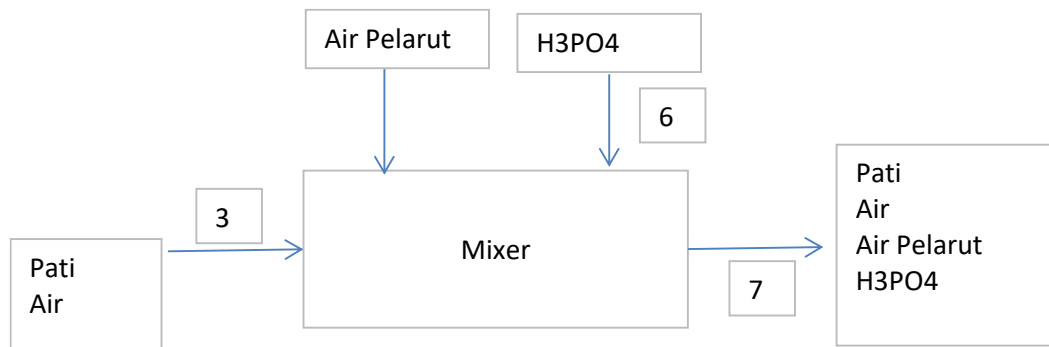 Air Pelarut
H3PO4
6
3
Pati
Air
Mixer
7
Pati
Air
Air Pelarut
H3PO4